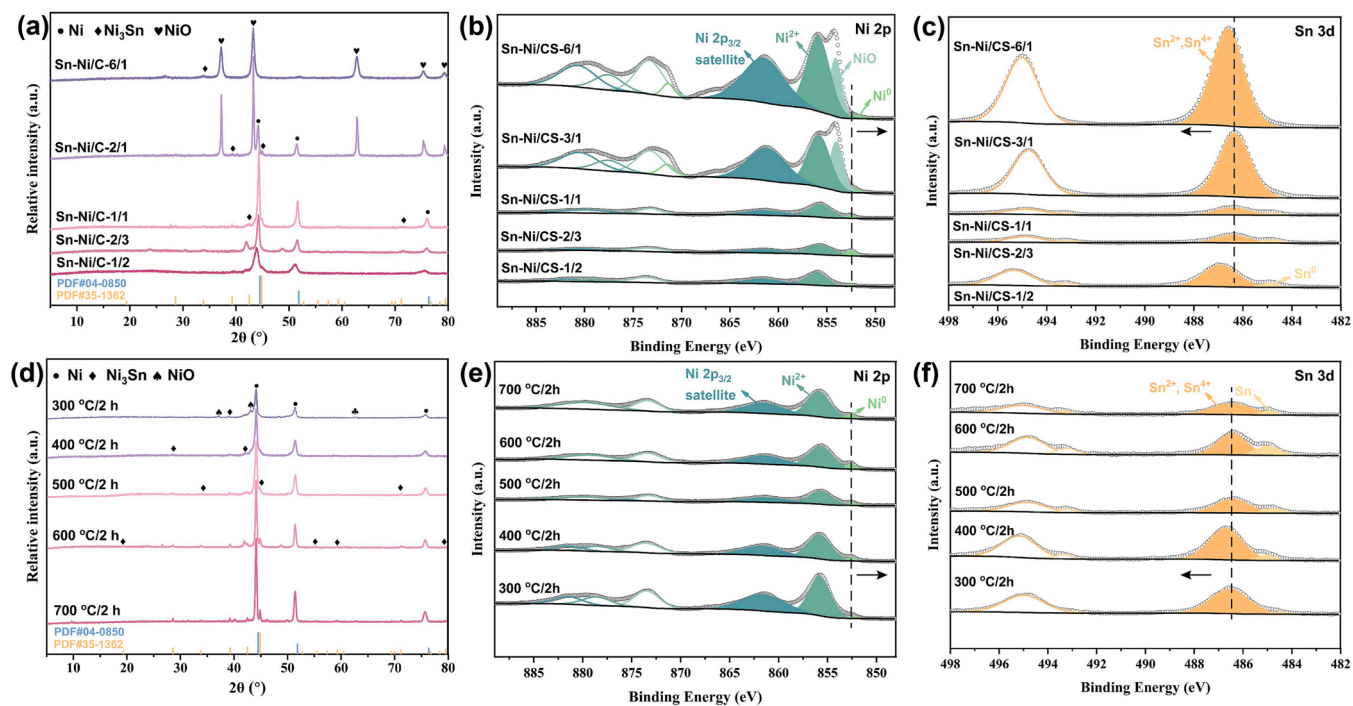 (a)
● Ni ♦ Ni₃Sn ♥ NiO
Sn-Ni/C-6/1
Sn-Ni/C-2/1
Sn-Ni/C-1/1
Sn-Ni/C-2/3
Sn-Ni/C-1/2
PDF#04-0850
PDF#35-1362
10 20 30 40 50 60 70 80
2θ (°)
Relative intensity (a.u.)
(b)
Ni 2p
Sn-Ni/CS-6/1
Ni 2p₃/₂
satellite
Ni²⁺
NiO
Ni⁰
Sn-Ni/CS-3/1
Sn-Ni/CS-1/1
Sn-Ni/CS-2/3
Sn-Ni/CS-1/2
885 880 875 870 865 860 855 850
Binding Energy (eV)
Intensity (a.u.)
(c)
Sn 3d
Sn-Ni/CS-6/1
Sn²⁺,Sn⁴⁺
Sn-Ni/CS-3/1
Sn-Ni/CS-1/1
Sn-Ni/CS-2/3
Sn⁰
Sn-Ni/CS-1/2
498 496 494 492 490 488 486 484 482
Binding Energy (eV)
Intensity (a.u.)
(d)
● Ni ♦ Ni₃Sn ♠ NiO
300 °C/2 h
400 °C/2 h
500 °C/2 h
600 °C/2 h
700 °C/2 h
PDF#04-0850
PDF#35-1362
10 20 30 40 50 60 70 80
2θ (°)
Relative intensity (a.u.)
(e)
Ni 2p
700 °C/2h
Ni 2p₃/₂
satellite
Ni²⁺
Ni⁰
600 °C/2h
500 °C/2h
400 °C/2h
300 °C/2h
885 880 875 870 865 860 855 850
Binding Energy (eV)
Intensity (a.u.)
(f)
Sn 3d
700 °C/2h
Sn²⁺, Sn⁴⁺
Sn
600 °C/2h
500 °C/2h
400 °C/2h
300 °C/2h
498 496 494 492 490 488 486 484 482
Binding Energy (eV)
Intensity (a.u.)